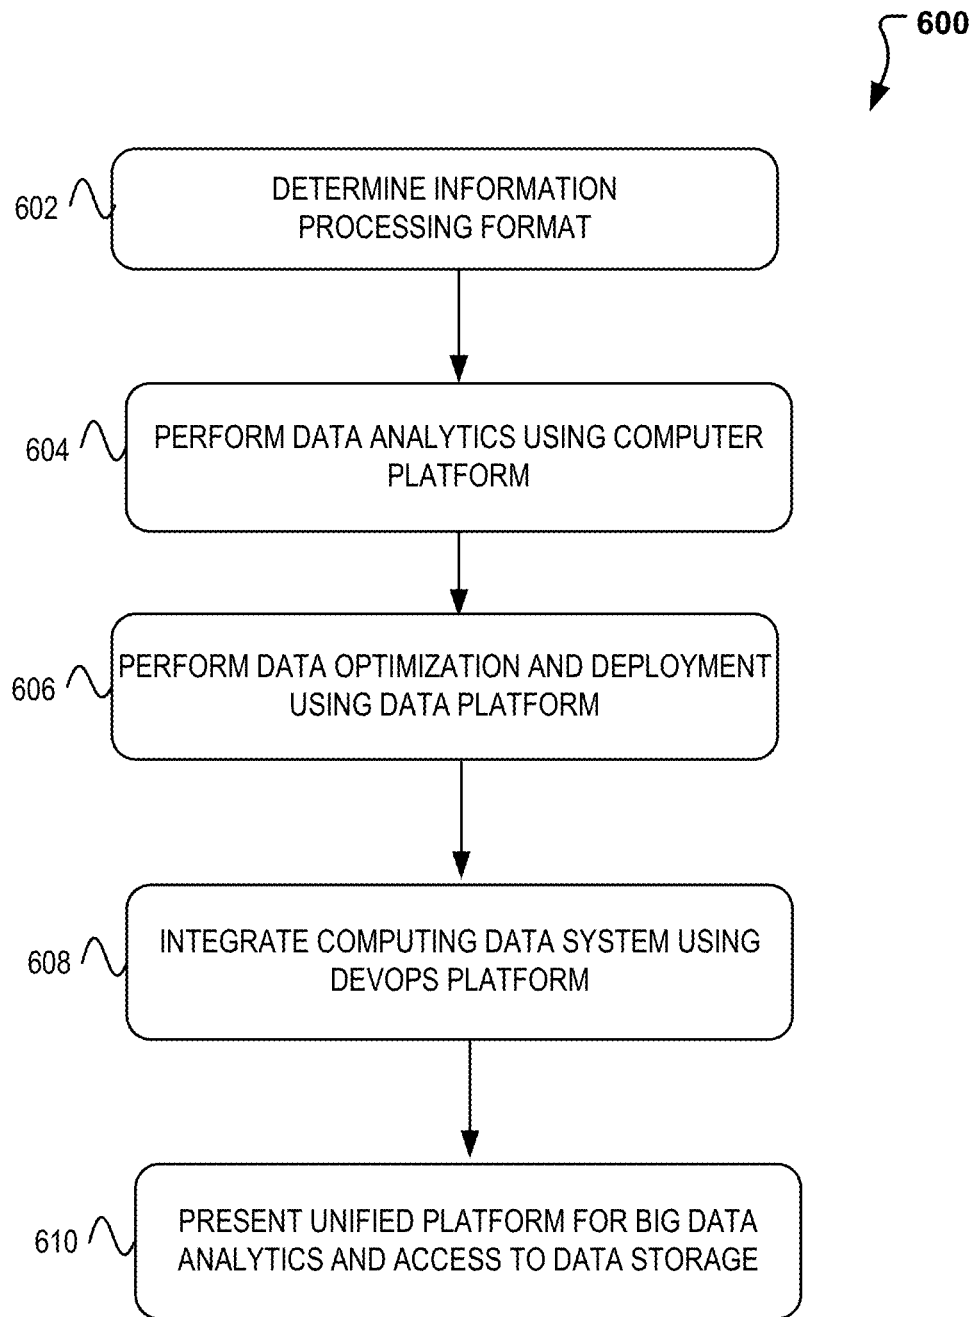 600
602
DETERMINE INFORMATION
PROCESSING FORMAT
604
PERFORM DATA ANALYTICS USING COMPUTER
PLATFORM
606
PERFORM DATA OPTIMIZATION AND DEPLOYMENT
USING DATA PLATFORM
608
INTEGRATE COMPUTING DATA SYSTEM USING
DEVOPS PLATFORM
610
PRESENT UNIFIED PLATFORM FOR BIG DATA
ANALYTICS AND ACCESS TO DATA STORAGE